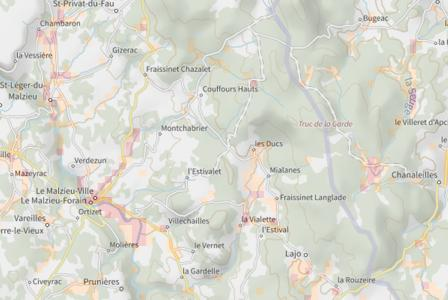 St-Privat-du-Fau
Chambaron
Bugeac
la Vessière
Gizerac
Fraissinet Chazalet
St-Léger-du-
Malzieu
Couffours Hauts
Truc de la Garde
le Villeret d'Apc
Montchabrier
les Ducs
Verdezun
Mazeyrac
l'Estivalet
Mialanes
Chanaleilles
Le Malzieu-Ville
Le Malzieu-Forain
Fraissinet Langlade
Ortizet
Vareilles
Villechailles
la Vialette
l'Estival
rre-le-Vieux
Molières
le Vernet
Lajo
la Gardelle
Civeyrac
Prunières
la Rouzeire